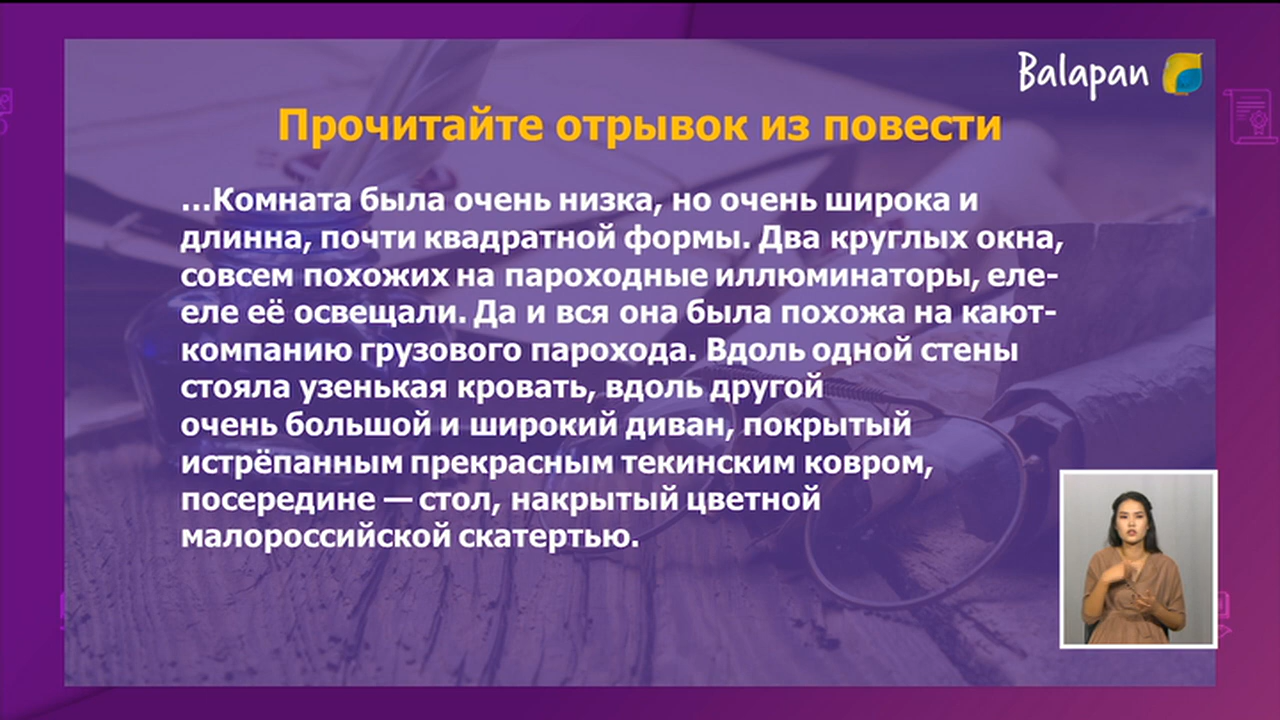 Balapan
Прочитайте отрывок из повести
...Комната была очень низка, но очень широка и
длинна, почти квадратной формы. Два круглых окна,
совсем похожих на пароходные иллюминаторы, еле-
еле её освещали. Да и вся она была похожа на кают-
компанию грузового парохода. Вдоль одной стены
стояла узенькая кровать, вдоль другой
очень большой и широкий диван, покрытый
истрёпанным прекрасным текинским ковром,
посередине — стол, накрытый цветной
малороссийской скатертью.